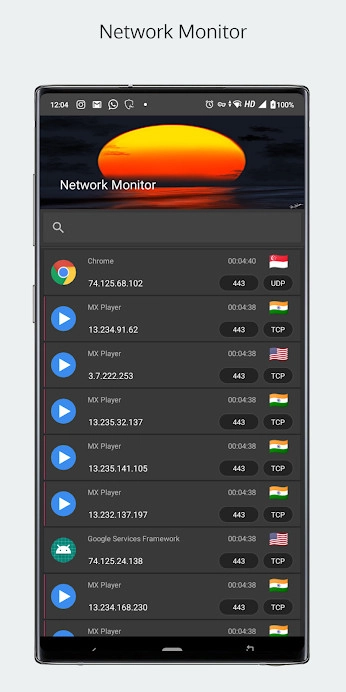 Network Monitor
12:04 HD 100%
Network Monitor
Chrome 00:04:40
74.125.68.102 443 UDP
MX Player 00:04:38
13.234.91.62 443 TCP
MX Player 00:04:38
3.7.222.253 443 TCP
MX Player 00:04:38
13.235.32.137 443 TCP
MX Player 00:04:38
13.235.141.105 443 TCP
MX Player 00:04:38
13.232.137.197 443 TCP
Google Services Framework 00:04:38
74.125.24.138 443 TCP
MX Player 00:04:38
13.234.168.230 443 TCP
MX Player 00:04:38